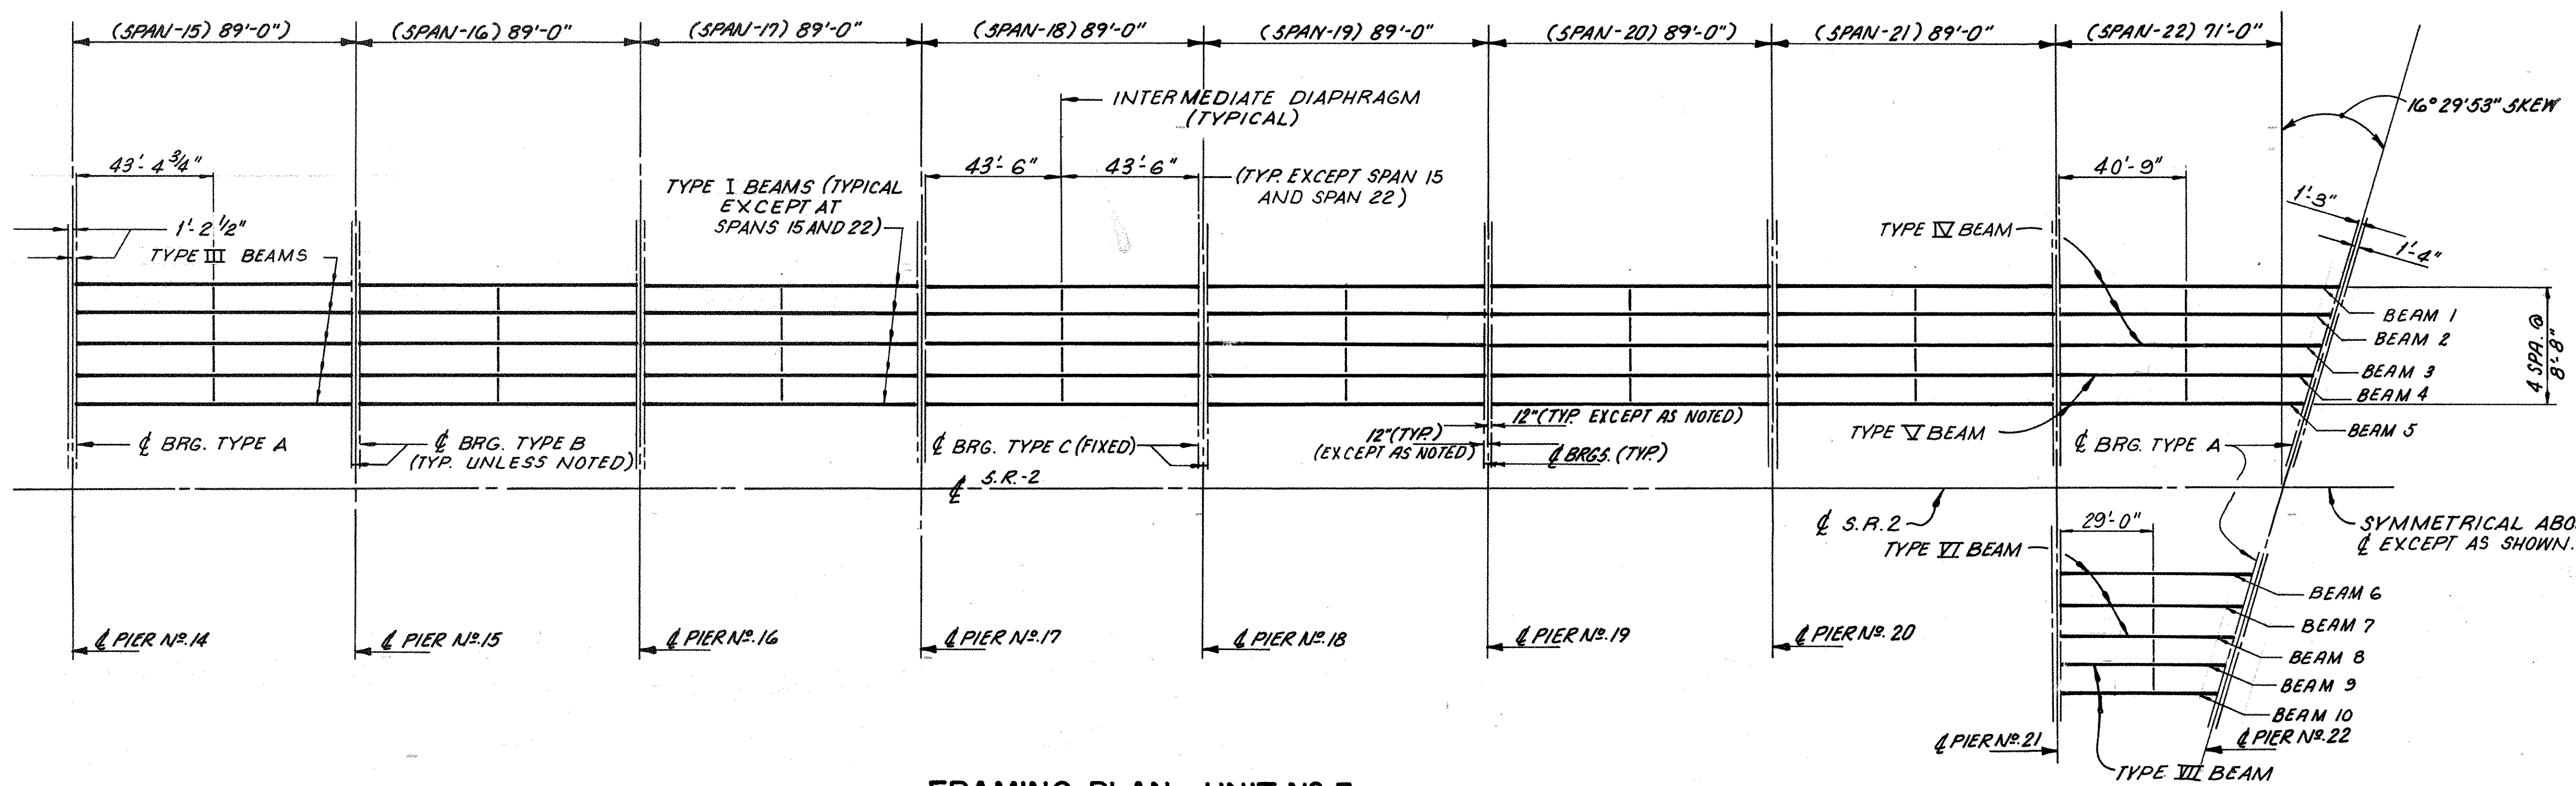 (SPAN-15) 89'-0")
(SPAN-16) 89'-0"
(SPAN-17) 89'-0"
(SPAN-18) 89'-0"
(SPAN-19) 89'-0"
(SPAN-20) 89'-0")
(SPAN-21) 89'-0"
(SPAN-22) 71'-0"
INTERMEDIATE DIAPHRAGM
(TYPICAL)
16° 29' 53" SKEW
43'- 4 3/4"
TYPE I BEAMS (TYPICAL
EXCEPT AT
SPANS 15 AND 22)
43'- 6"
43'- 6"
(TYP. EXCEPT SPAN 15
AND SPAN 22)
40'-9"
1'-3"
1'-4"
1'-2 1/2"
TYPE III BEAMS
TYPE IV BEAM
BEAM 1
BEAM 2
BEAM 3
BEAM 4
BEAM 5
4 SPA. @
8'-8"
℄ BRG. TYPE A
℄ BRG. TYPE B
(TYP. UNLESS NOTED)
℄ BRG. TYPE C (FIXED)
12" (TYP.)
(EXCEPT AS NOTED)
12" (TYP. EXCEPT AS NOTED)
℄ BRGS. (TYP.)
TYPE V BEAM
℄ BRG. TYPE A
℄ S.R.-2
℄ S.R. 2
29'-0"
SYMMETRICAL ABO
℄ EXCEPT AS SHOWN.
TYPE VI BEAM
BEAM 6
BEAM 7
BEAM 8
BEAM 9
BEAM 10
℄ PIER Nº. 14
℄ PIER Nº. 15
℄ PIER Nº. 16
℄ PIER Nº. 17
℄ PIER Nº. 18
℄ PIER Nº. 19
℄ PIER Nº. 20
℄ PIER Nº. 21
℄ PIER Nº. 22
TYPE VII BEAM
FRAMING PLAN - UNIT Nº